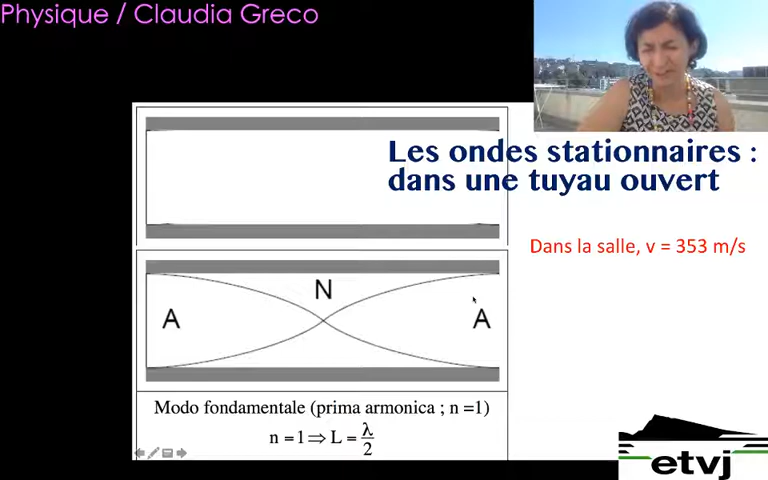 Physique / Claudia Greco
Les ondes stationnaires :
dans une tuyau ouvert
Dans la salle, v = 353 m/s
N
A A
Modo fondamentale (prima armonica ; n =1)
n =1⇒ L = λ/2
etvj